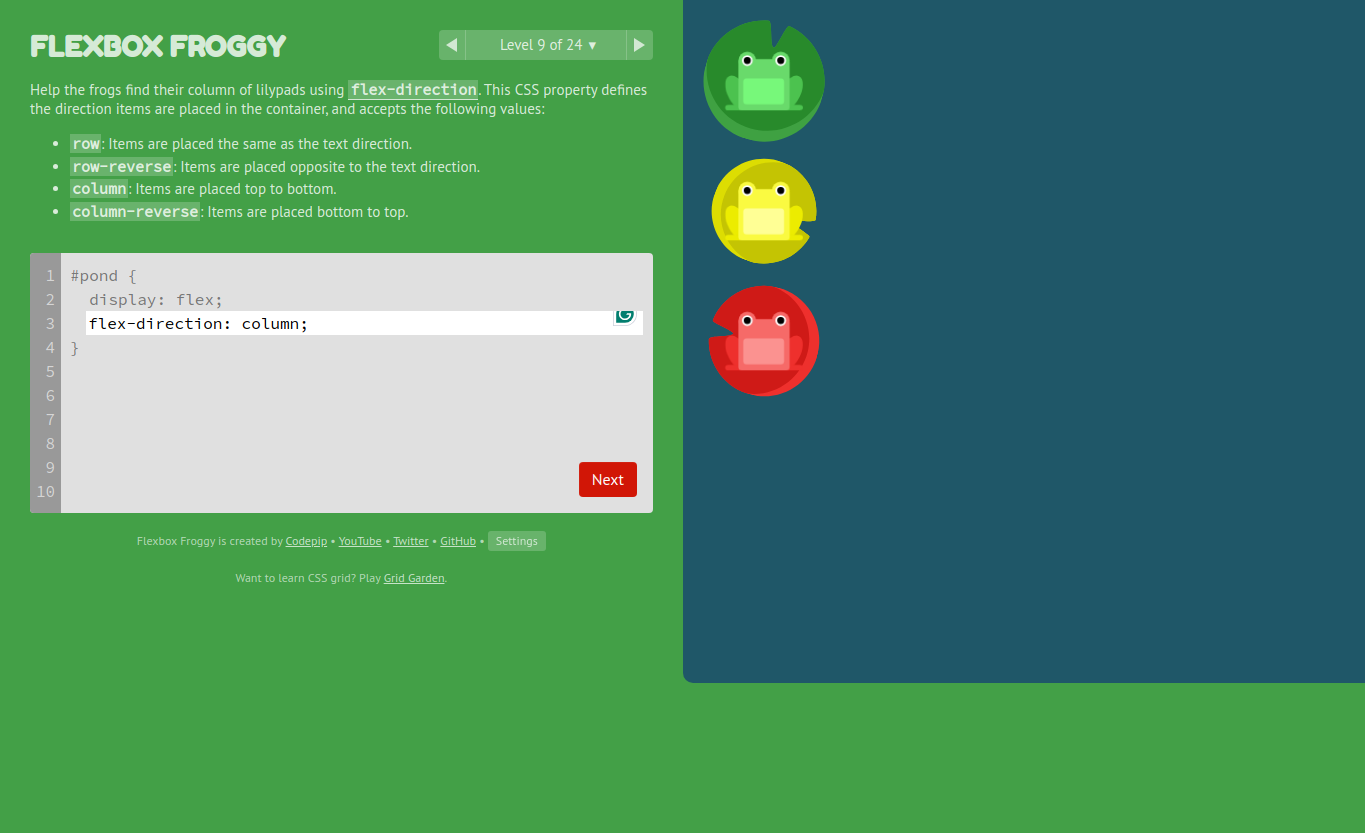 FLEXBOX FROGGY
Level 9 of 24 ▾
Help the frogs find their column of lilypads using flex-direction. This CSS property defines
the direction items are placed in the container, and accepts the following values:
• row: Items are placed the same as the text direction.
• row-reverse: Items are placed opposite to the text direction.
• column: Items are placed top to bottom.
• column-reverse: Items are placed bottom to top.
1 #pond {
2 display: flex;
3 flex-direction: column;
4 }
5
6
7
8
9
10
Next
Flexbox Froggy is created by Codepip • YouTube • Twitter • GitHub • Settings
Want to learn CSS grid? Play Grid Garden.